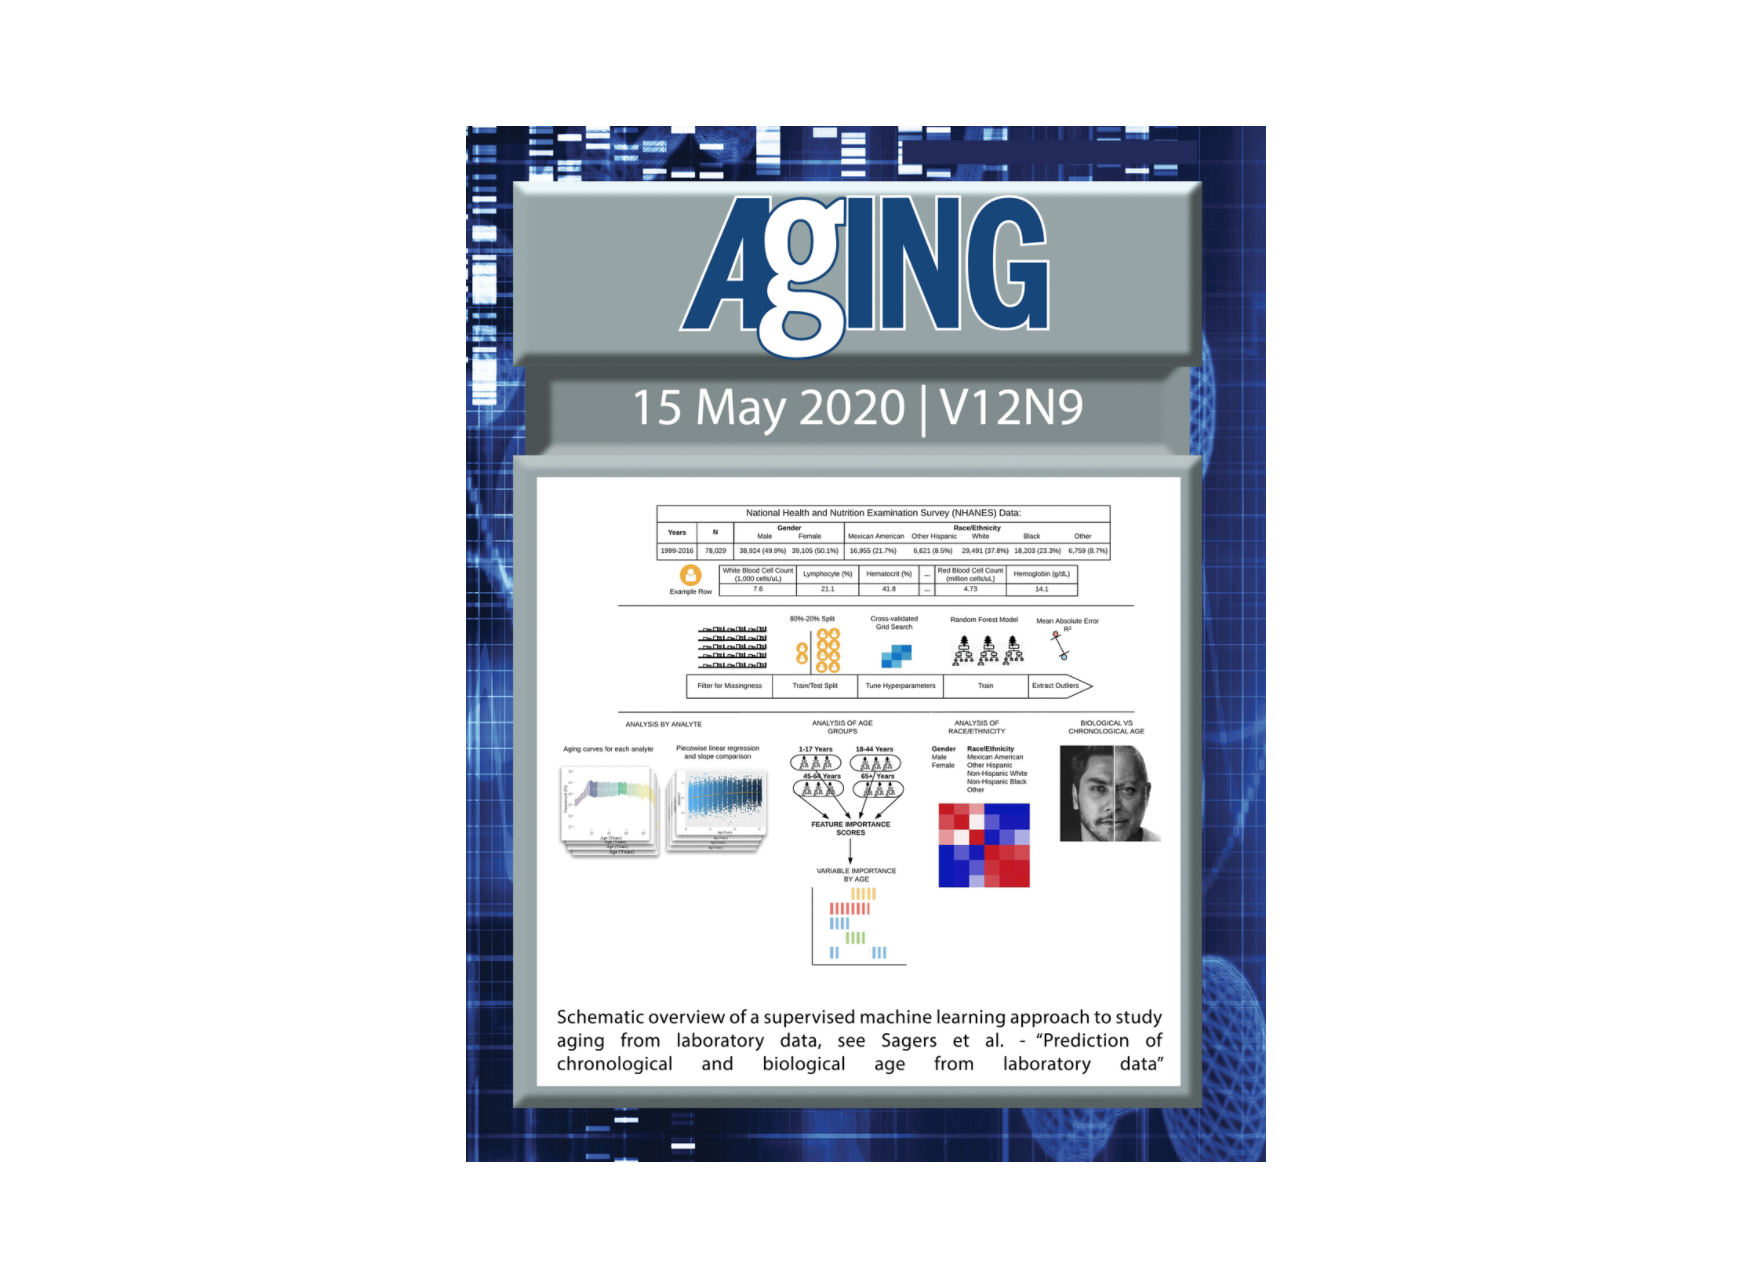 AgING
15 May 2020 | V12N9
National Health and Nutrition Examination Survey (NHANES) Data:
Years N Gender Race/Ethnicity
Male Female Mexican American Other Hispanic White Black Other
1999-2016 78,029 38,924 (49.9%) 39,105 (50.1%) 16,955 (21.7%) 6,621 (8.5%) 29,491 (37.8%) 18,203 (23.3%) 6,759 (8.7%)
White Blood Cell Count (1,000 cells/uL) Lymphocyte (%) Hematocrit (%) ... Red Blood Cell Count (million cells/uL) Hemoglobin (g/dL)
Example Row 7.6 21.1 41.8 ... 4.73 14.1
80%-20% Split
Cross-validated
Grid Search
Random Forest Model
Mean Absolute Error
R²
Filter for Missingness Train/Test Split Tune Hyperparameters Train Extract Outliers
ANALYSIS BY ANALYTE
Aging curves for each analyte
Age (Years)
Age (Years)
Age (Years)
Piecewise linear regression
and slope comparison
ANALYSIS OF AGE
GROUPS
1-17 Years 18-44 Years
45-64 Years 65+ Years
FEATURE IMPORTANCE
SCORES
VARIABLE IMPORTANCE
BY AGE
ANALYSIS OF
RACE/ETHNICITY
Gender Race/Ethnicity
Male Mexican American
Female Other Hispanic
Non-Hispanic White
Non-Hispanic Black
Other
BIOLOGICAL VS
CHRONOLOGICAL AGE
Schematic overview of a supervised machine learning approach to study
aging from laboratory data, see Sagers et al. - “Prediction of
chronological and biological age from laboratory data”